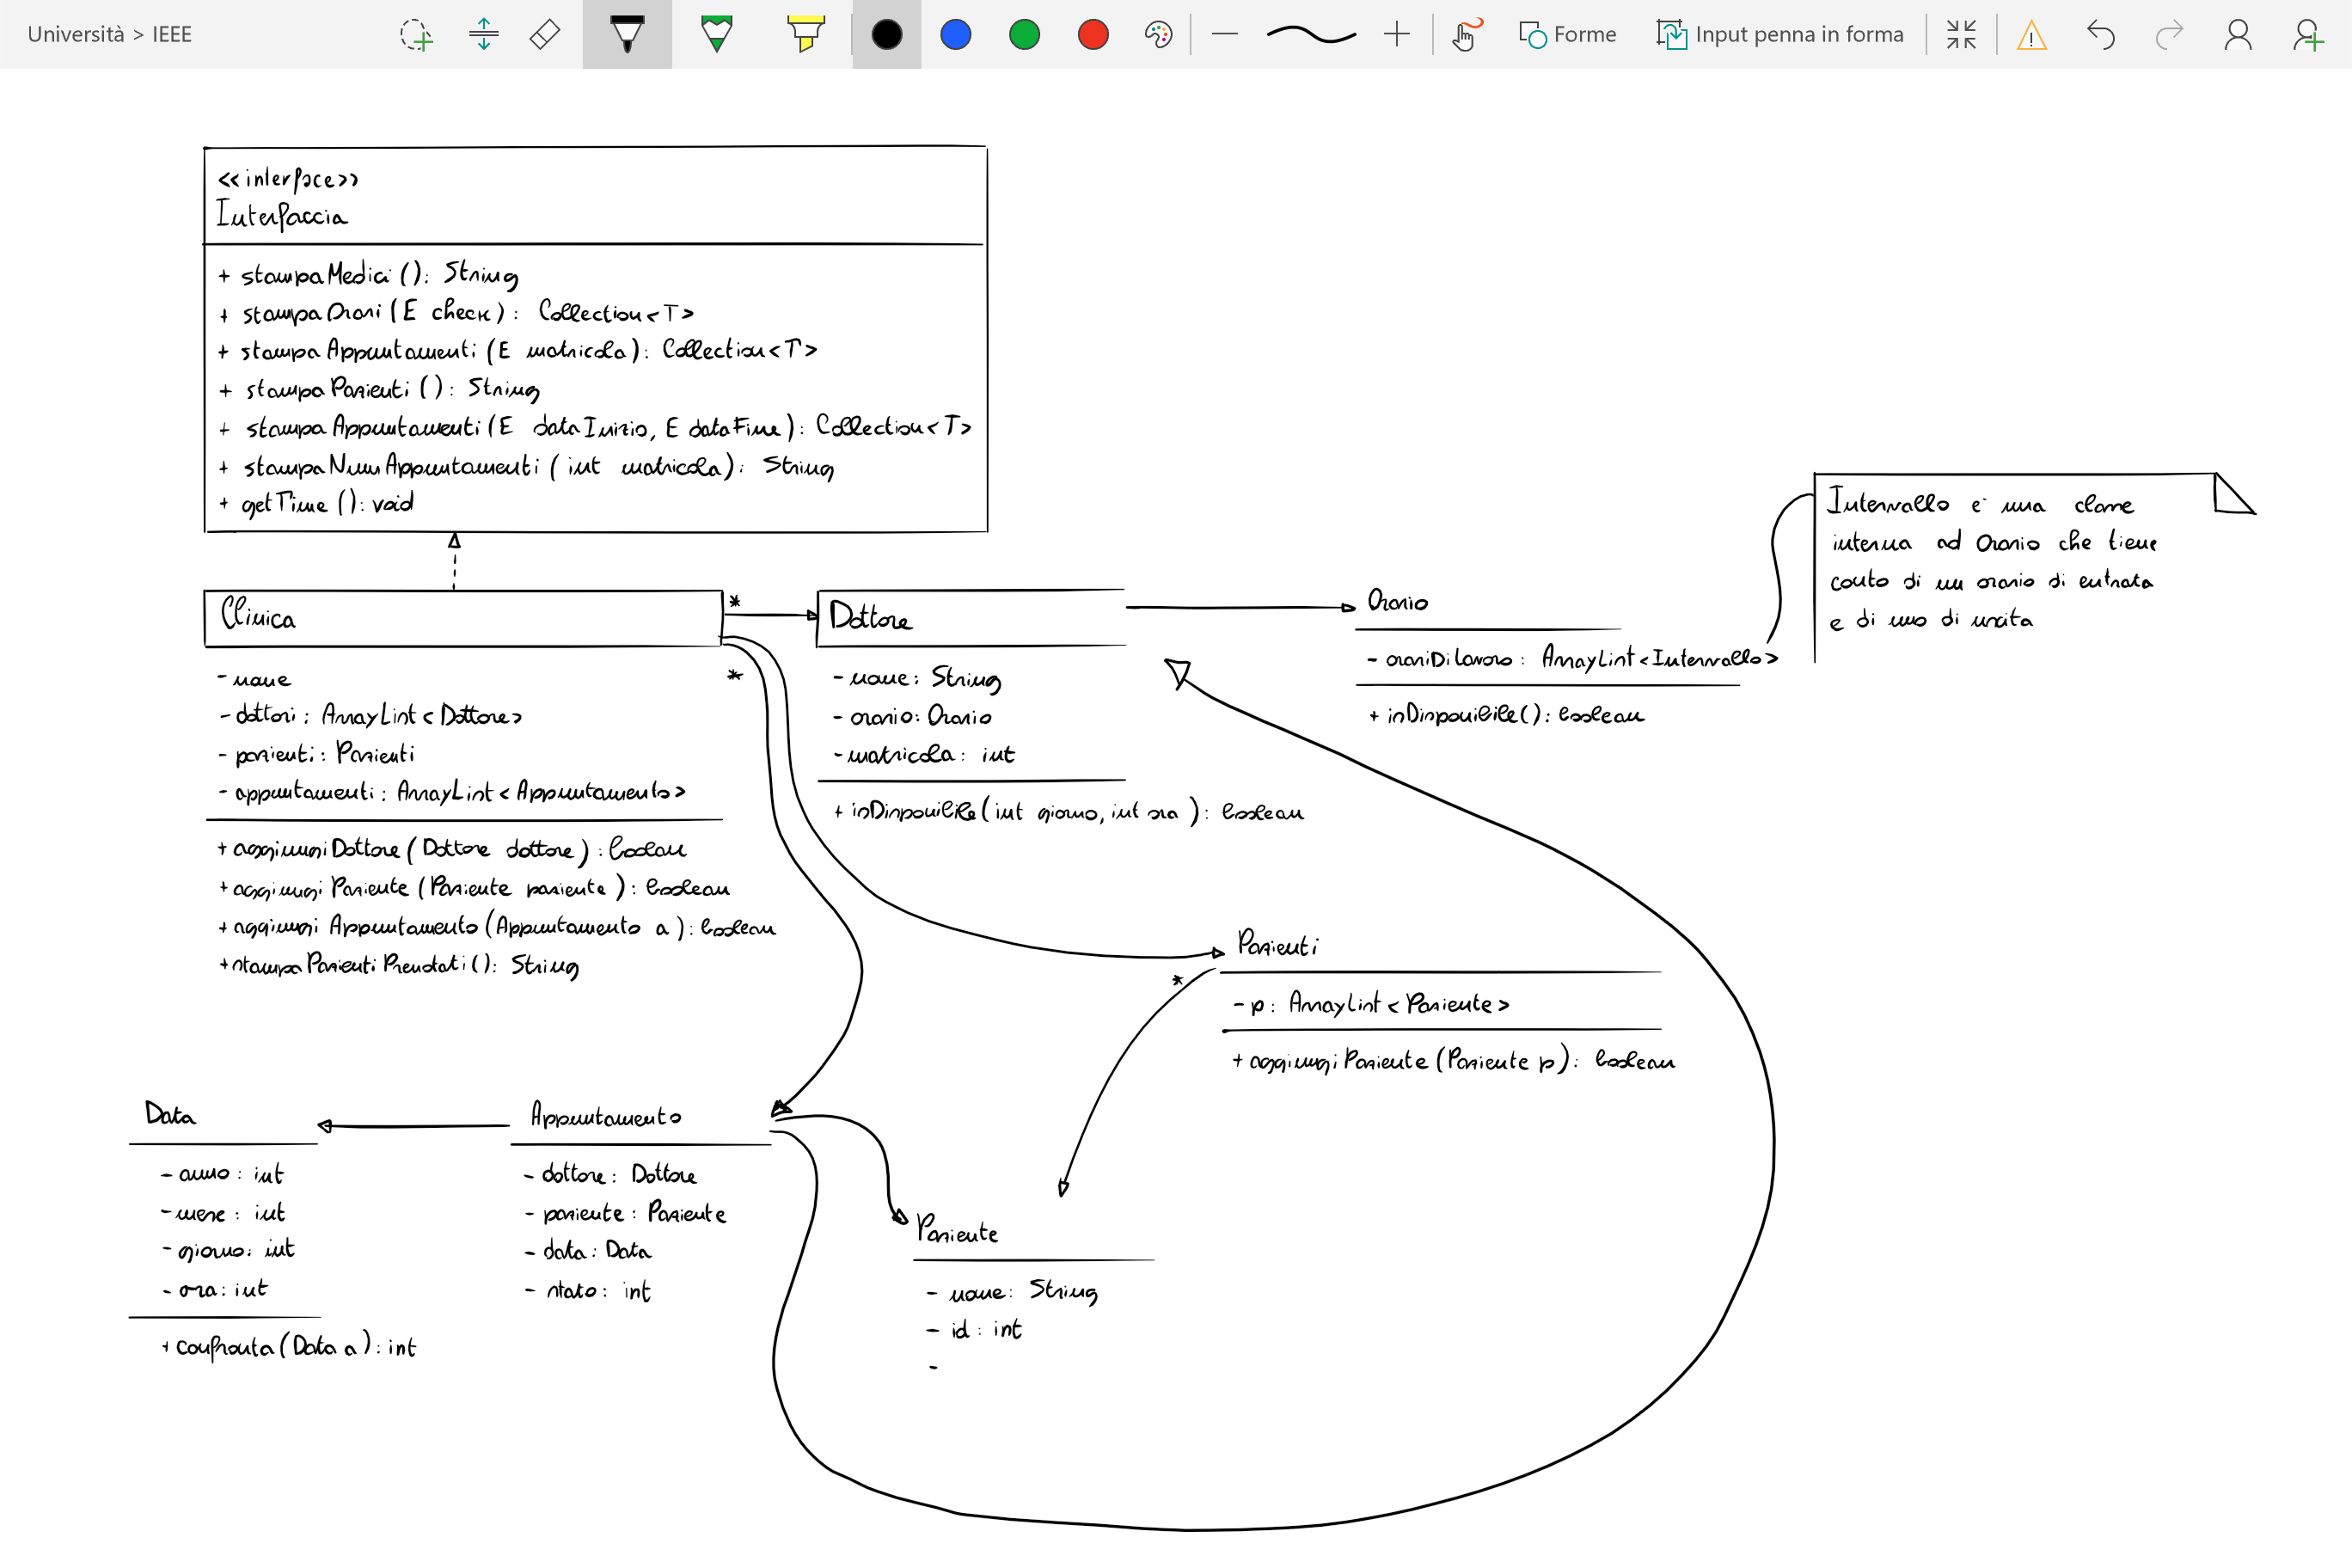 Università > IEEE
Forme
Input penna in forma
<<interface>>
Interfaccia
+ stampaMedici(): String
+ stampaOrari(E check): Collection<T>
+ stampaAppuntamenti(E matricola): Collection<T>
+ stampaPazienti(): String
+ stampaAppuntamenti(E dataInizio, E dataFine): Collection<T>
+ stampaNumAppuntamenti(int matricola): String
+ getTime(): void
Clinica
- nome
- dottori: ArrayList<Dottore>
- pazienti: Pazienti
- appuntamenti: ArrayList<Appuntamento>
+ aggiungiDottore(Dottore dottore): boolean
+ aggiungiPaziente(Paziente paziente): boolean
+ aggiungiAppuntamento(Appuntamento a): boolean
+ stampaPazientiPrenotati(): String
*
*
Dottore
- nome: String
- orario: Orario
- matricola: int
+ isDisponibile(int giorno, int ora): boolean
Orario
- orariDiLavoro: ArrayList<Intervallo>
+ isDisponibile(): boolean
Intervallo è una classe
interna ad Orario che tiene
conto di un orario di entrata
e di uno di uscita
Pazienti
*
- p: ArrayList<Paziente>
+ aggiungiPaziente(Paziente p): boolean
Data
- anno: int
- mese: int
- giorno: int
- ora: int
+ confronta(Data a): int
Appuntamento
- dottore: Dottore
- paziente: Paziente
- data: Data
- stato: int
Paziente
- nome: String
- id: int
-